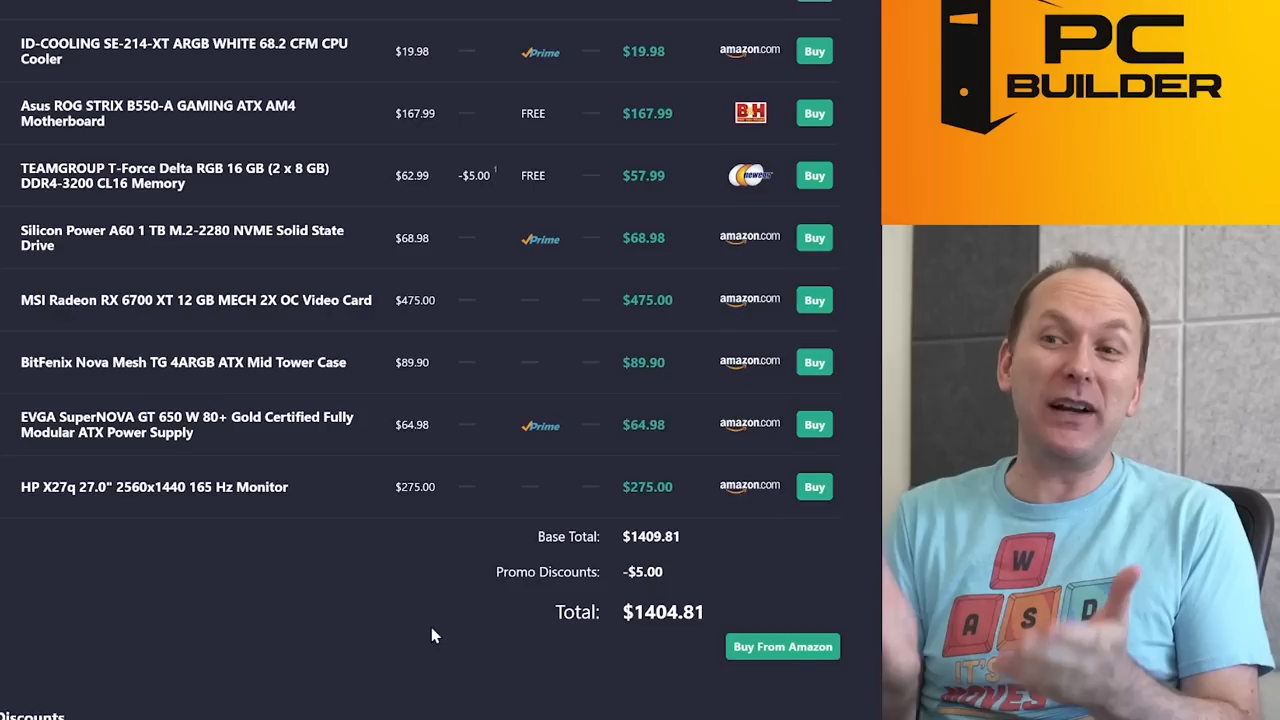 ID-COOLING SE-214-XT ARGB WHITE 68.2 CFM CPU
Cooler
$19.98
Prime
$19.98
amazon.com
Buy
Asus ROG STRIX B550-A GAMING ATX AM4
Motherboard
$167.99
FREE
$167.99
B&H
Buy
TEAMGROUP T-Force Delta RGB 16 GB (2 x 8 GB)
DDR4-3200 CL16 Memory
$62.99
-$5.00 1
FREE
$57.99
newegg
Buy
Silicon Power A60 1 TB M.2-2280 NVME Solid State
Drive
$68.98
Prime
$68.98
amazon.com
Buy
MSI Radeon RX 6700 XT 12 GB MECH 2X OC Video Card
$475.00
$475.00
amazon.com
Buy
BitFenix Nova Mesh TG 4ARGB ATX Mid Tower Case
$89.90
$89.90
amazon.com
Buy
EVGA SuperNOVA GT 650 W 80+ Gold Certified Fully
Modular ATX Power Supply
$64.98
Prime
$64.98
amazon.com
Buy
HP X27q 27.0" 2560x1440 165 Hz Monitor
$275.00
$275.00
amazon.com
Buy
Base Total: $1409.81
Promo Discounts: -$5.00
Total: $1404.81
Buy From Amazon
Discounts
PC
BUILDER
W
A S D
IT'S
MOVES